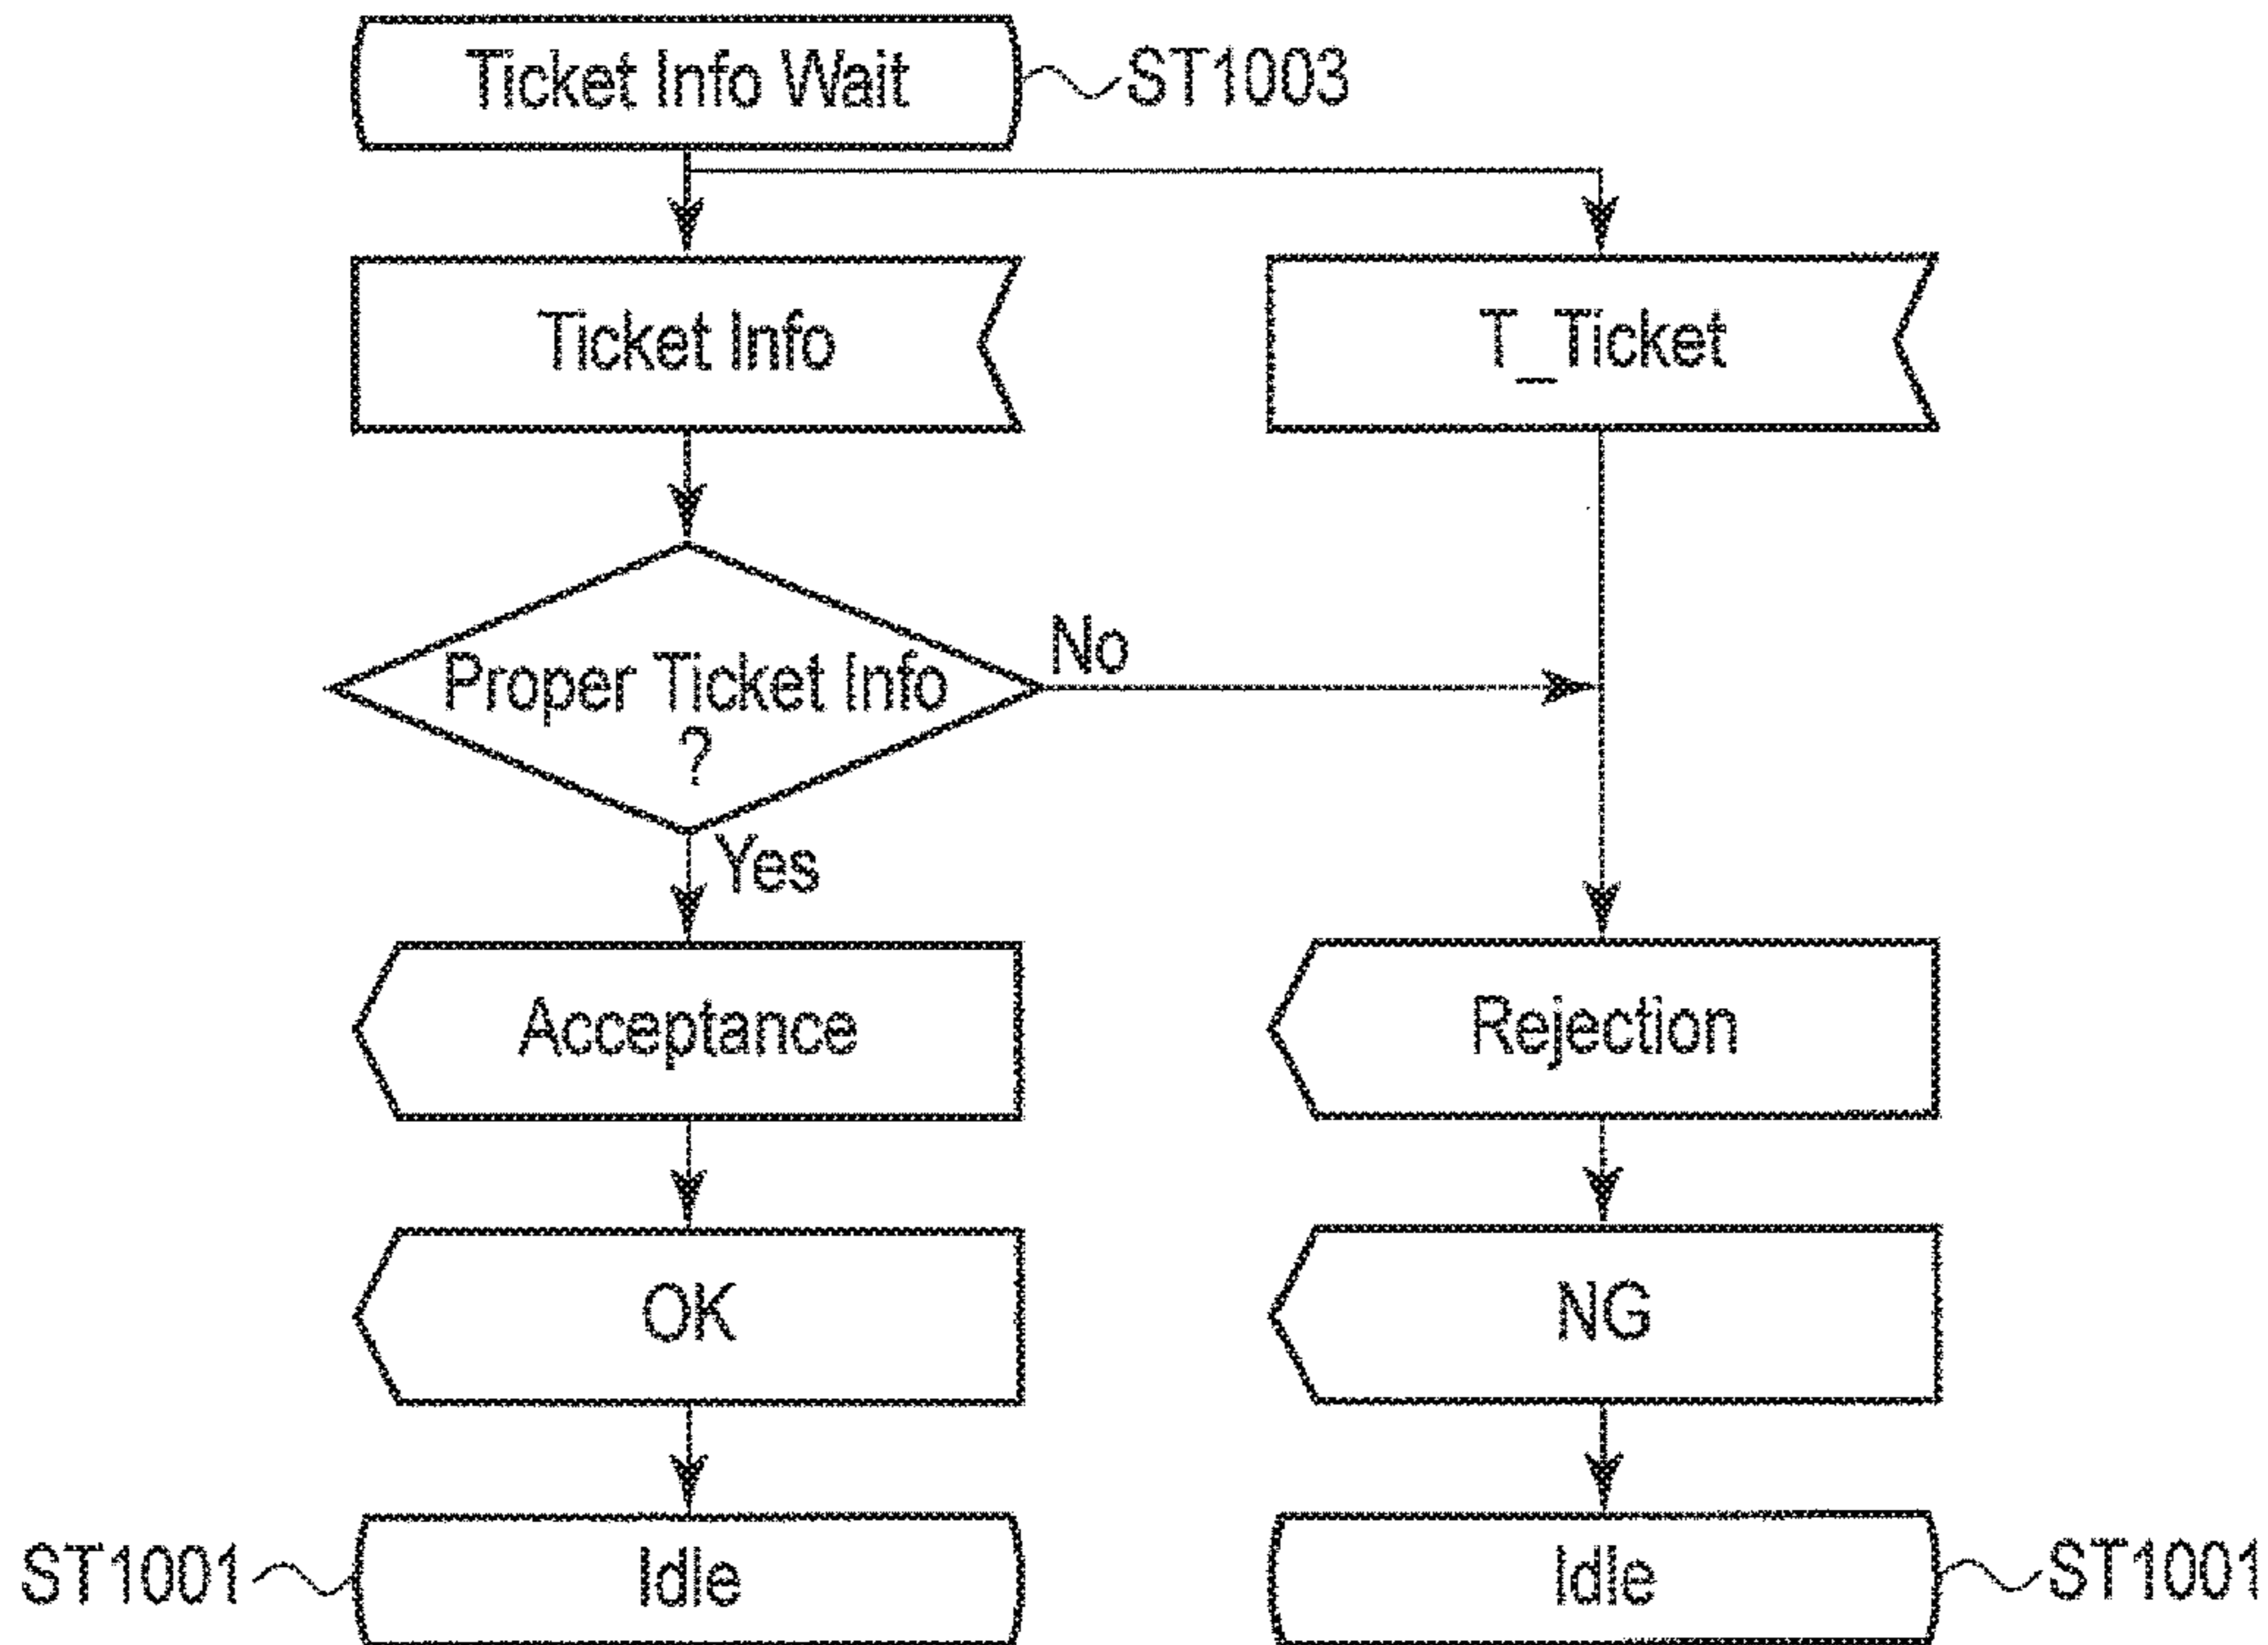 Ticket Info Wait
ST1003
Ticket Info
T_Ticket
Proper Ticket Info
?
No
Yes
Acceptance
Rejection
OK
NG
ST1001
Idle
Idle
ST1001